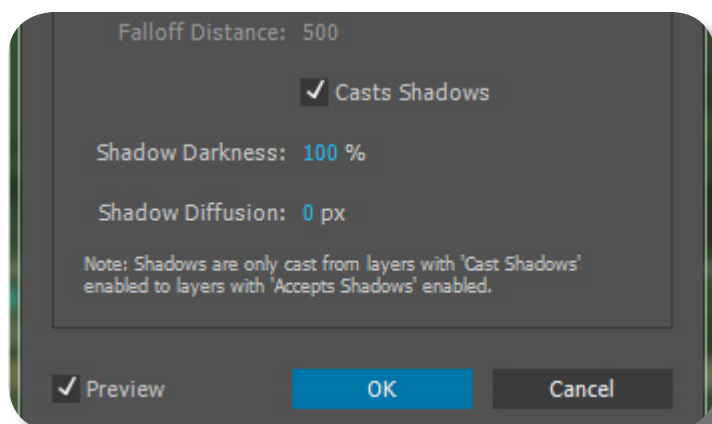 Falloff Distance: 500
Casts Shadows
Shadow Darkness: 100 %
Shadow Diffusion: 0 px
Note: Shadows are only cast from layers with 'Cast Shadows'
enabled to layers with 'Accepts Shadows' enabled.
Preview OK Cancel